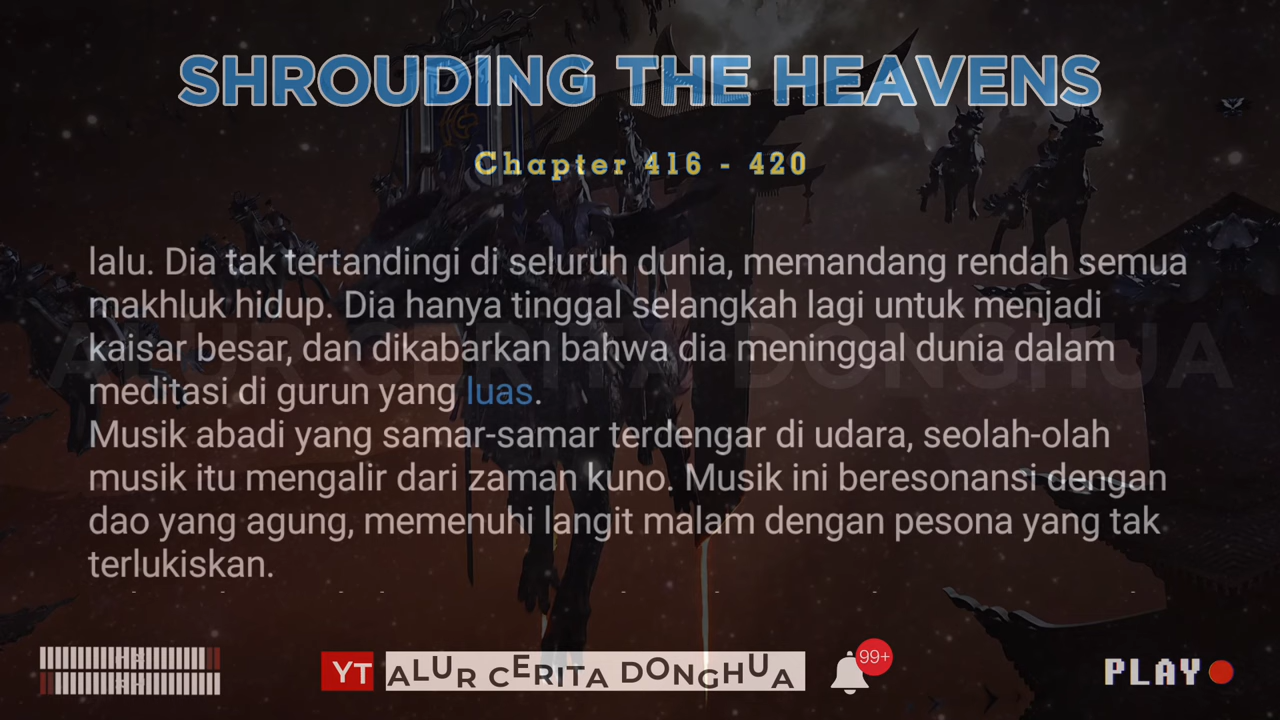 SHROUDING THE HEAVENS
Chapter 416 - 420
lalu. Dia tak tertandingi di seluruh dunia, memandang rendah semua
makhluk hidup. Dia hanya tinggal selangkah lagi untuk menjadi
kaisar besar, dan dikabarkan bahwa dia meninggal dunia dalam
meditasi di gurun yang luas.
Musik abadi yang samar-samar terdengar di udara, seolah-olah
musik itu mengalir dari zaman kuno. Musik ini beresonansi dengan
dao yang agung, memenuhi langit malam dengan pesona yang tak
terlukiskan.
ALUR CERITA DONGHUA
YT ALUR CERITA DONGHUA
99+
PLAY